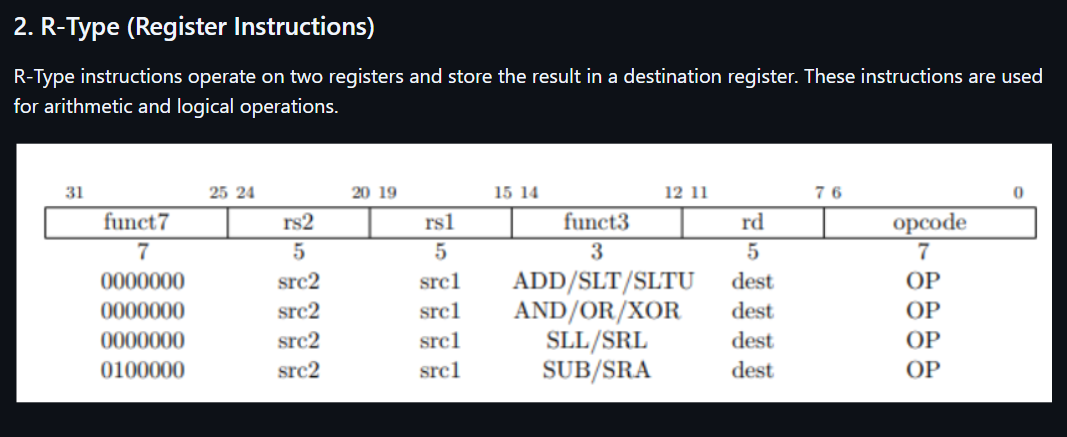 2. R-Type (Register Instructions)
R-Type instructions operate on two registers and store the result in a destination register. These instructions are used
for arithmetic and logical operations.
31 25 24 20 19 15 14 12 11 7 6 0
funct7 rs2 rs1 funct3 rd opcode
7 5 5 3 5 7
0000000 src2 src1 ADD/SLT/SLTU dest OP
0000000 src2 src1 AND/OR/XOR dest OP
0000000 src2 src1 SLL/SRL dest OP
0100000 src2 src1 SUB/SRA dest OP